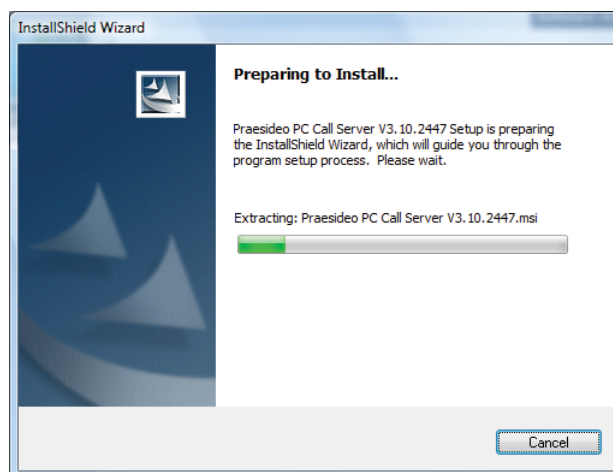 InstallShield Wizard
Preparing to Install...
Praesideo PC Call Server V3.10.2447 Setup is preparing
the InstallShield Wizard, which will guide you through the
program setup process.  Please wait.
Extracting: Praesideo PC Call Server V3.10.2447.msi
Cancel